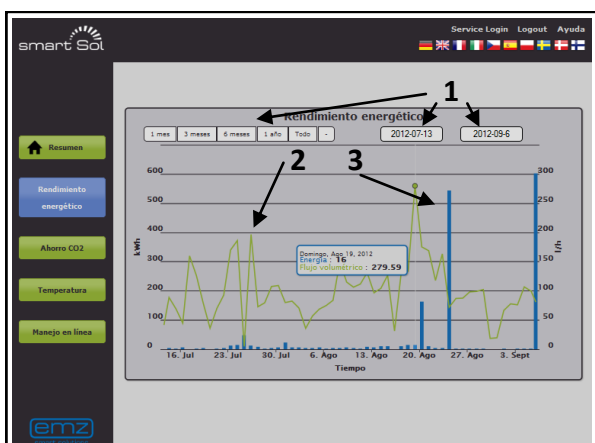 Service Login Logout Ayuda
smart Sol
1
Rendimiento energético
1 mes 3 meses 6 meses 1 año Todo -
2012-07-13 2012-09-6
Resumen
2 3
600 300
Rendimiento
energético
500 250
400 200
kWh
l/h
Ahorro CO2
Domingo, Ago 19, 2012
Energía : 16
Flujo volumétrico : 279.59
300 150
Temperatura
200 100
100 50
Manejo en línea
0 0
16. Jul 23. Jul 30. Jul 6. Ago 13. Ago 20. Ago 27. Ago 3. Sept
Tiempo
emz